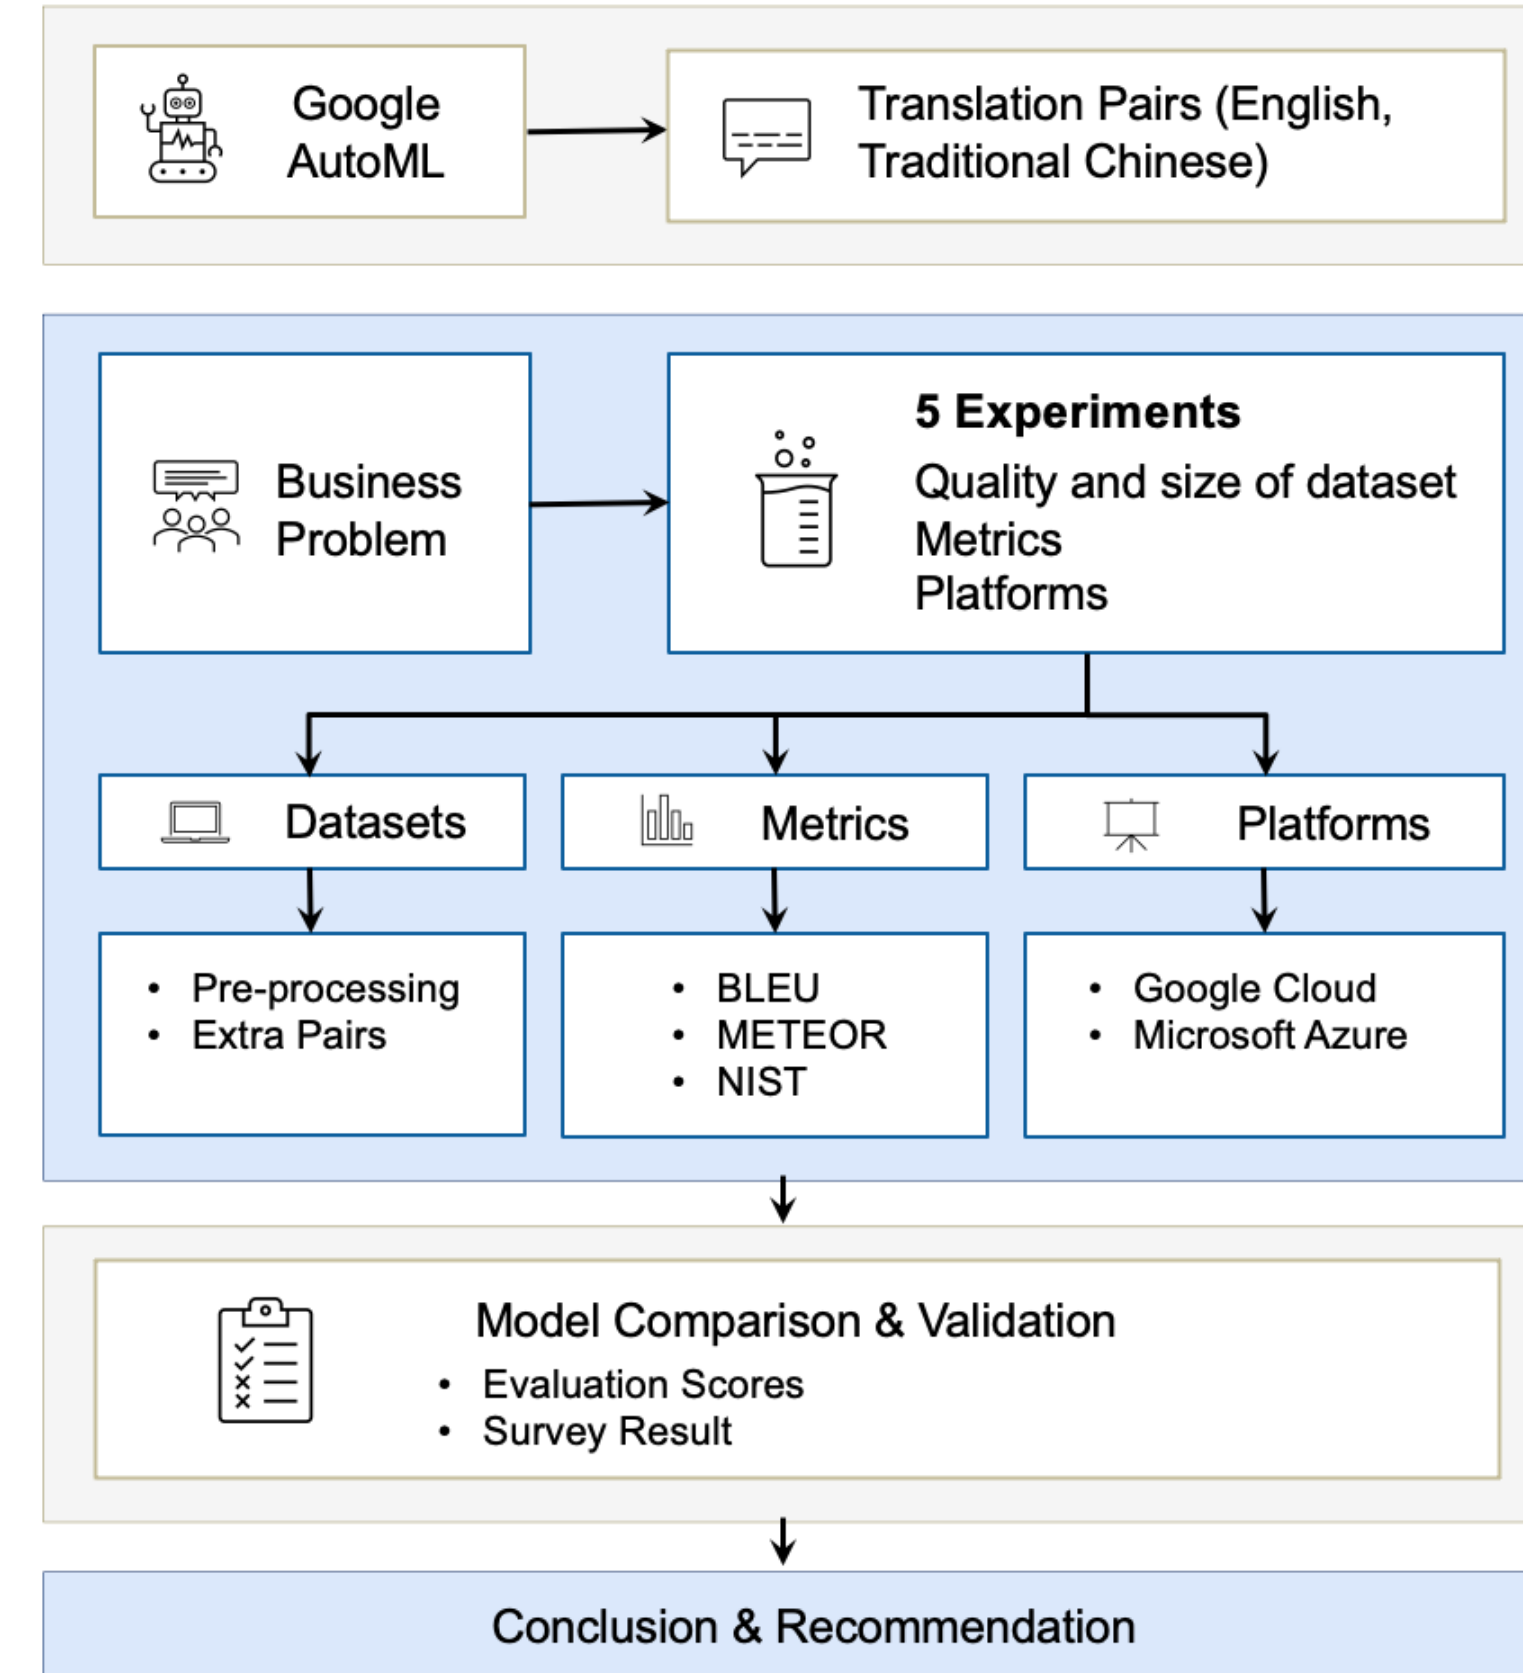 Google
AutoML
Translation Pairs (English,
Traditional Chinese)
Business
Problem
5 Experiments
Quality and size of dataset
Metrics
Platforms
Datasets
Metrics
Platforms
• Pre-processing
• Extra Pairs
• BLEU
• METEOR
• NIST
• Google Cloud
• Microsoft Azure
Model Comparison & Validation
• Evaluation Scores
• Survey Result
Conclusion & Recommendation